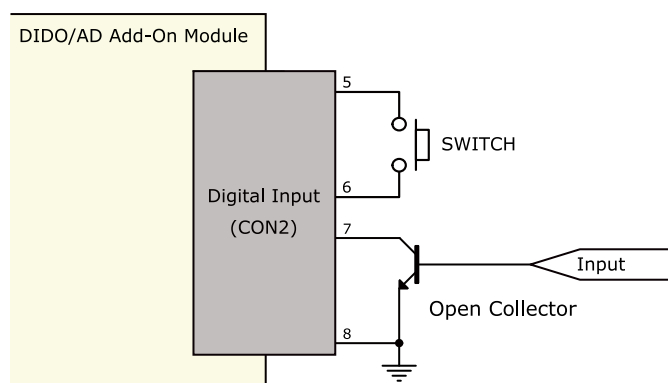 DIDO/AD Add-On Module
5
SWITCH
6
Digital Input
(CON2)
7
Input
Open Collector
8